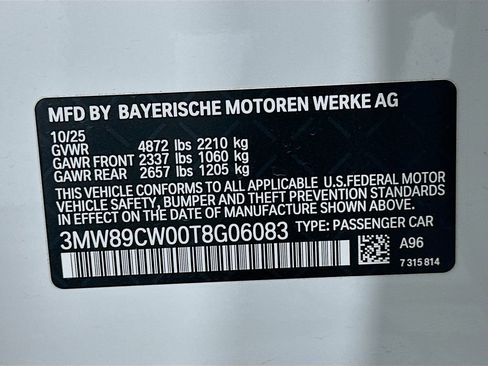 MFD BY BAYERISCHE MOTOREN WERKE AG
10/25
GVWR 4872 lbs 2210 kg
GAWR FRONT 2337 lbs 1060 kg
GAWR REAR 2657 lbs 1205 kg
THIS VEHICLE CONFORMS TO ALL APPLICABLE U.S.FEDERAL MOTOR
VEHICLE SAFETY, BUMPER AND THEFT PREVENTION STANDARDS
IN EFFECT ON THE DATE OF MANUFACTURE SHOWN ABOVE.
3MW89CW00T8G06083 TYPE: PASSENGER CAR
A96
7 315 814